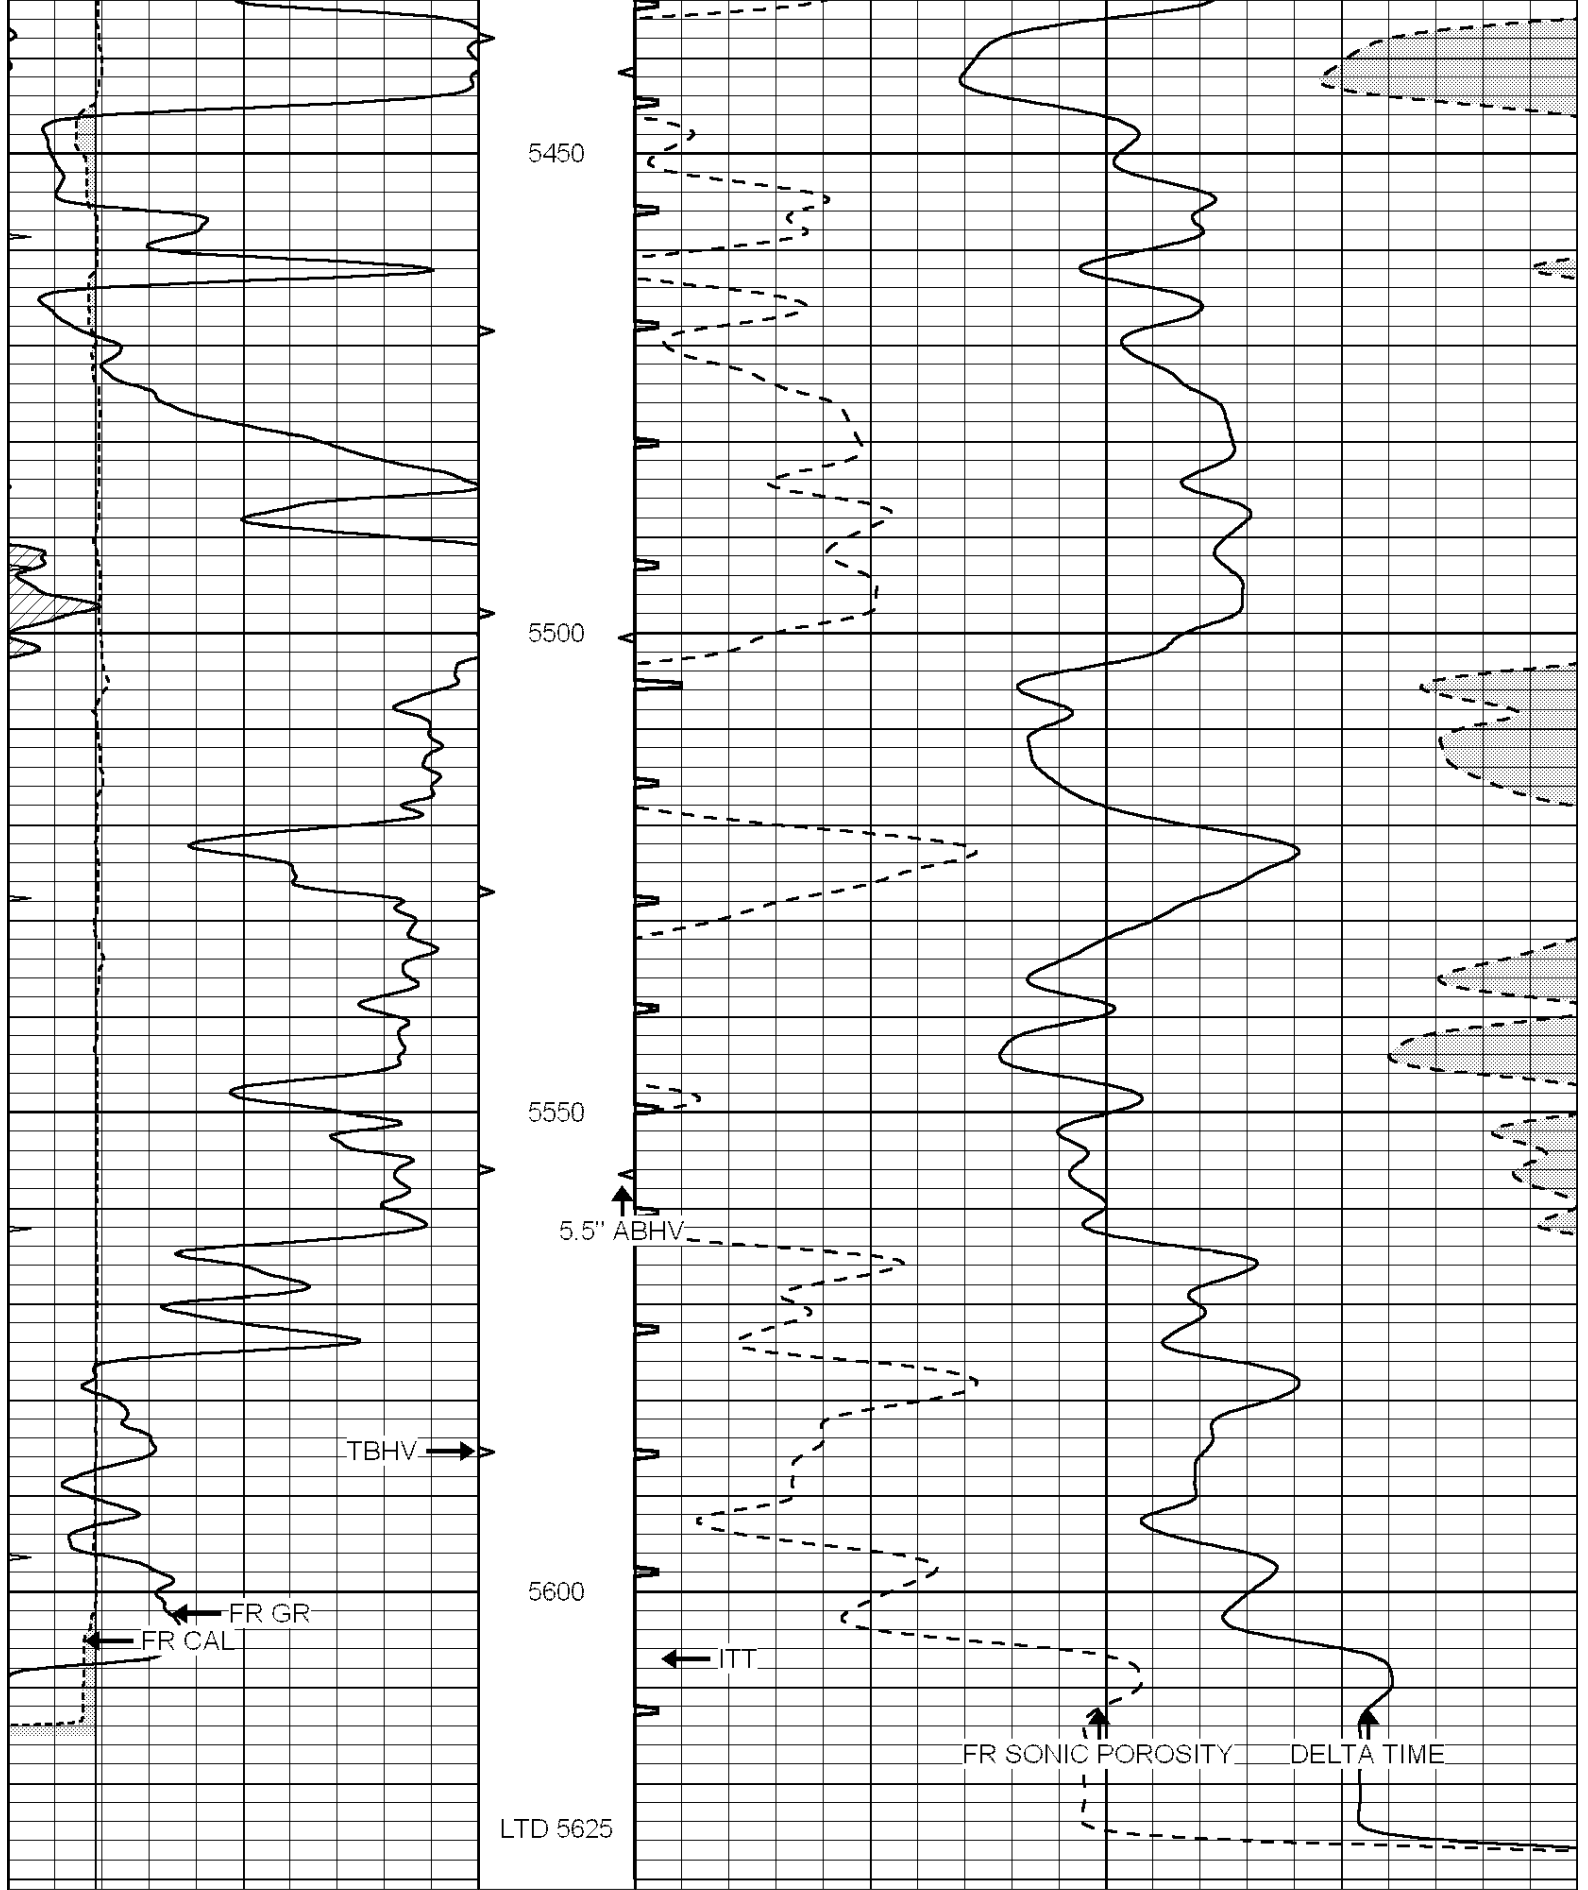 5450
5500
5550
5.5" ABHV
TBHV
5600
FR GR
FR CAL
ITT
FR SONIC POROSITY
DELTA TIME
LTD 5625